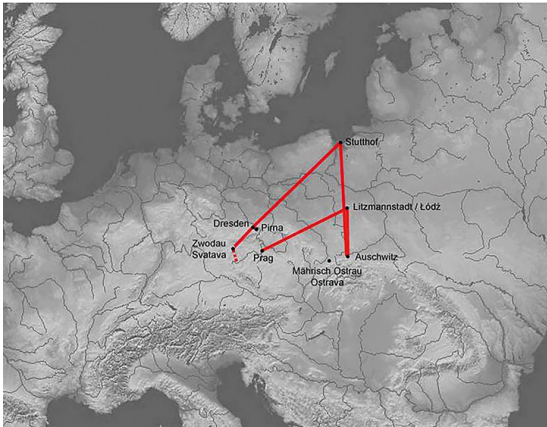 Stutthof
Litzmannstadt / Łódź
Dresden
Pirna
Zwodau
Svatava
Prag
Auschwitz
Mährisch Ostrau
Ostrava